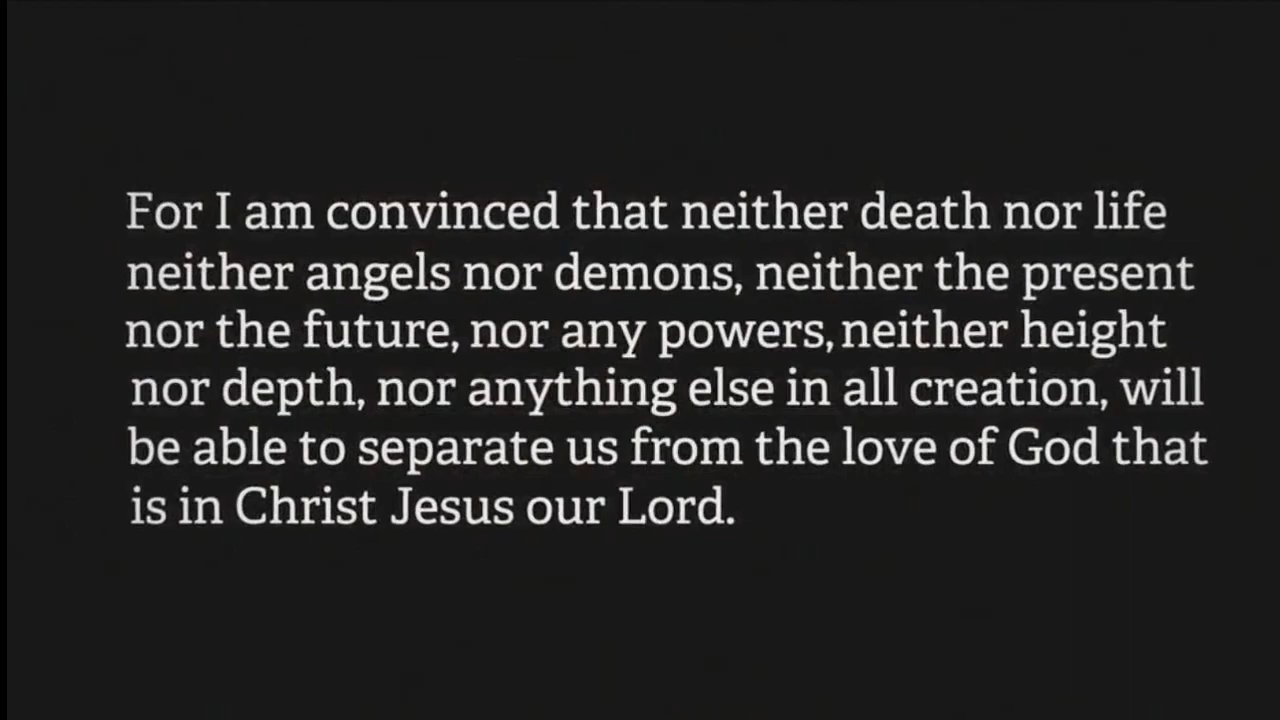 For I am convinced that neither death nor life
neither angels nor demons, neither the present
nor the future, nor any powers, neither height
nor depth, nor anything else in all creation, will
be able to separate us from the love of God that
is in Christ Jesus our Lord.